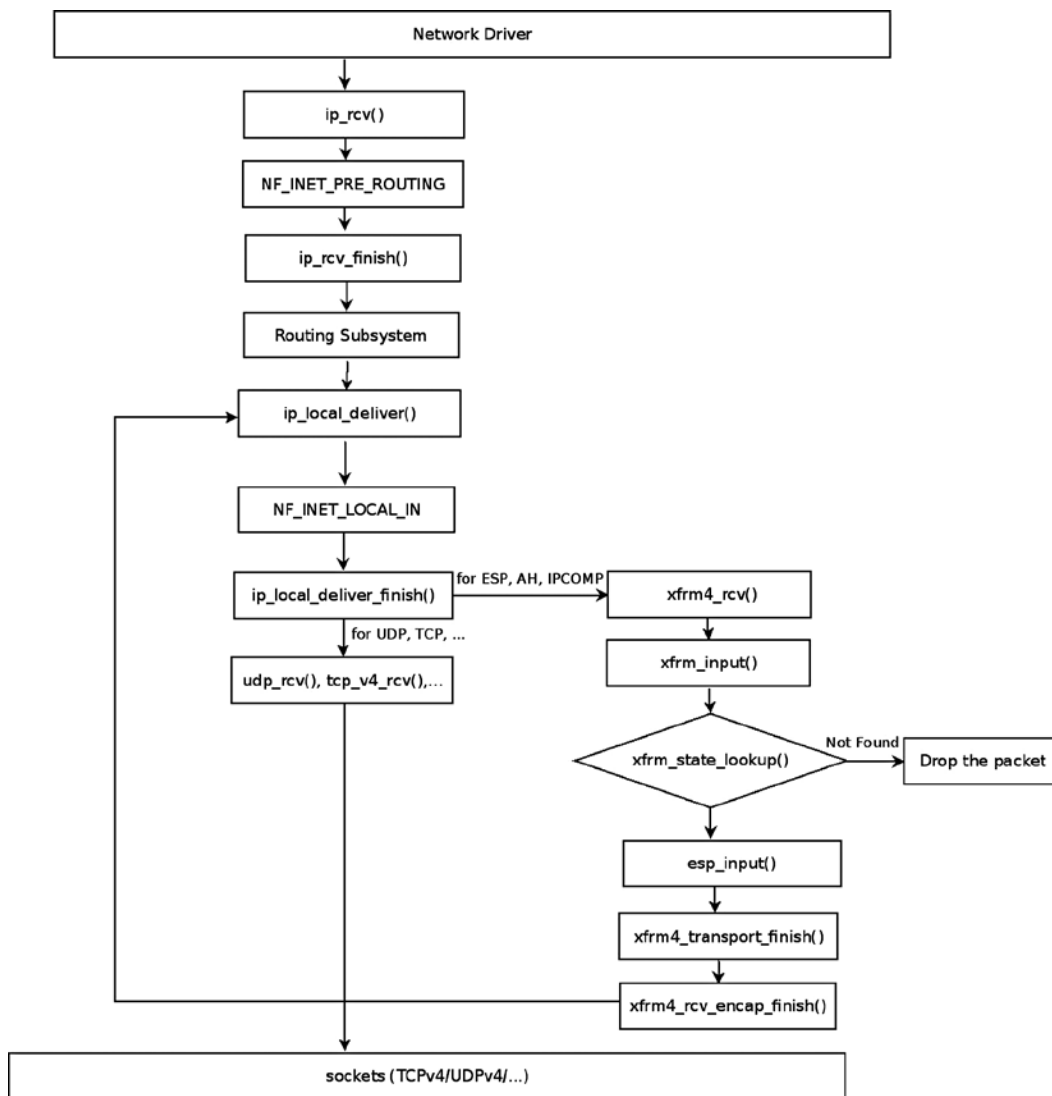 Network Driver
ip_rcv()
NF_INET_PRE_ROUTING
ip_rcv_finish()
Routing Subsystem
ip_local_deliver()
NF_INET_LOCAL_IN
for ESP, AH, IPCOMP
ip_local_deliver_finish()
xfrm4_rcv()
for UDP, TCP, ...
xfrm_input()
udp_rcv(), tcp_v4_rcv(),...
Not Found
xfrm_state_lookup()
Drop the packet
esp_input()
xfrm4_transport_finish()
xfrm4_rcv_encap_finish()
sockets (TCPv4/UDPv4/...)